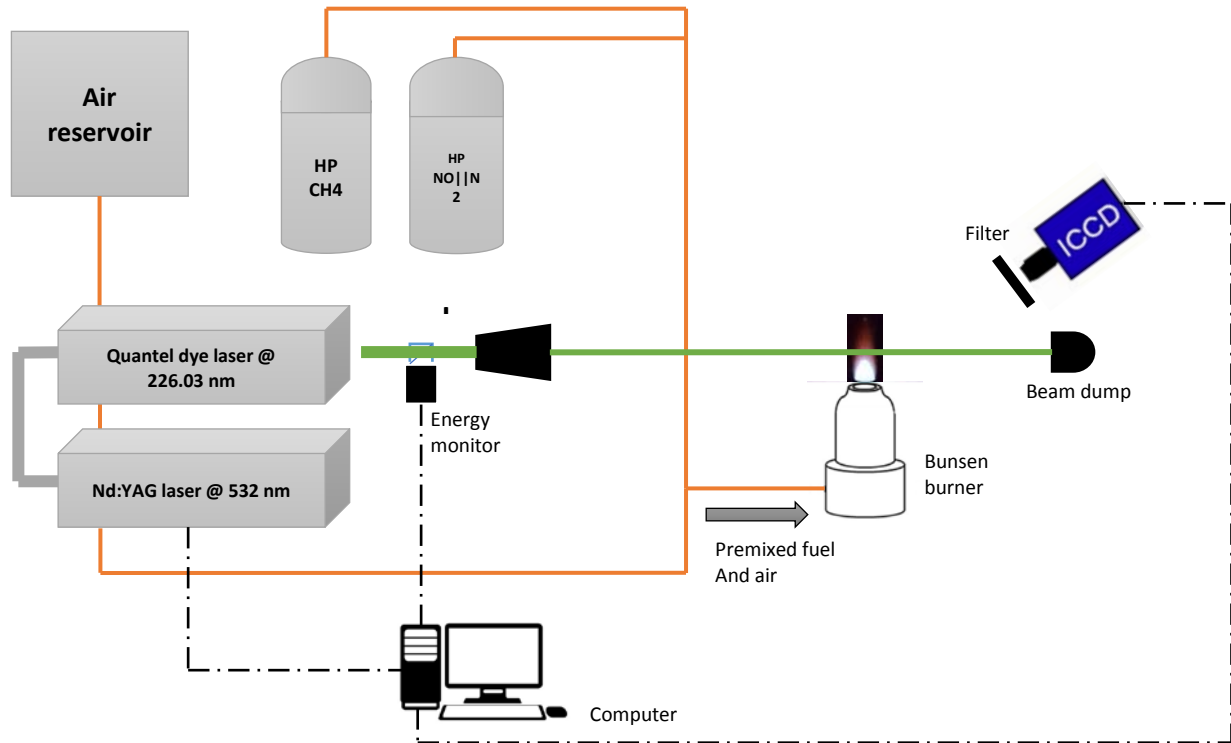 Air
reservoir
HP
CH4
HP
NO||N
2
ICCD
Filter
Quantel dye laser @
226.03 nm
Energy
monitor
Beam dump
Nd:YAG laser @ 532 nm
Bunsen
burner
Premixed fuel
And air
Computer